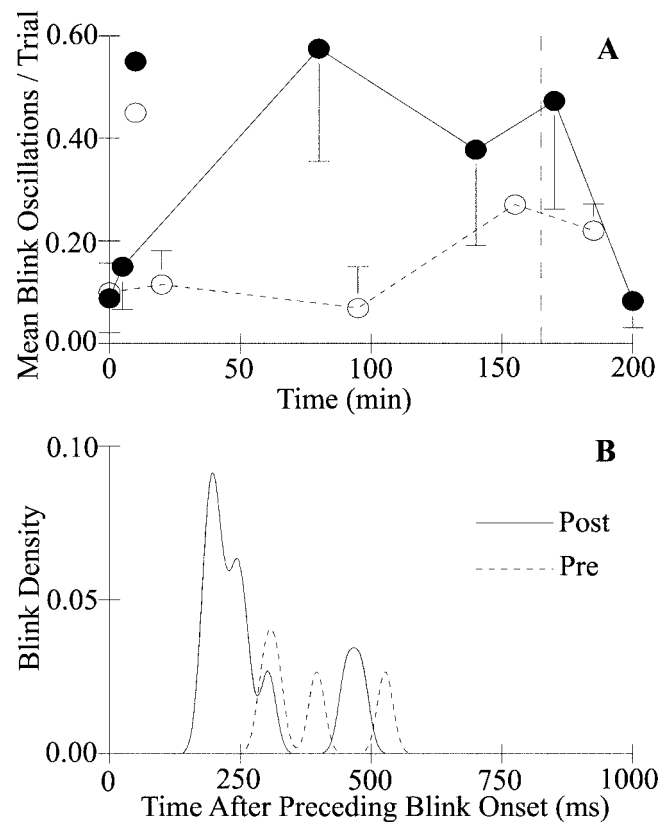 A
Mean Blink Oscillations / Trial
0.60
0.40
0.20
0.00
0 50 100 150 200
Time (min)
B
Blink Density
0.10
0.05
0.00
Post
Pre
0 250 500 750 1000
Time After Preceding Blink Onset (ms)